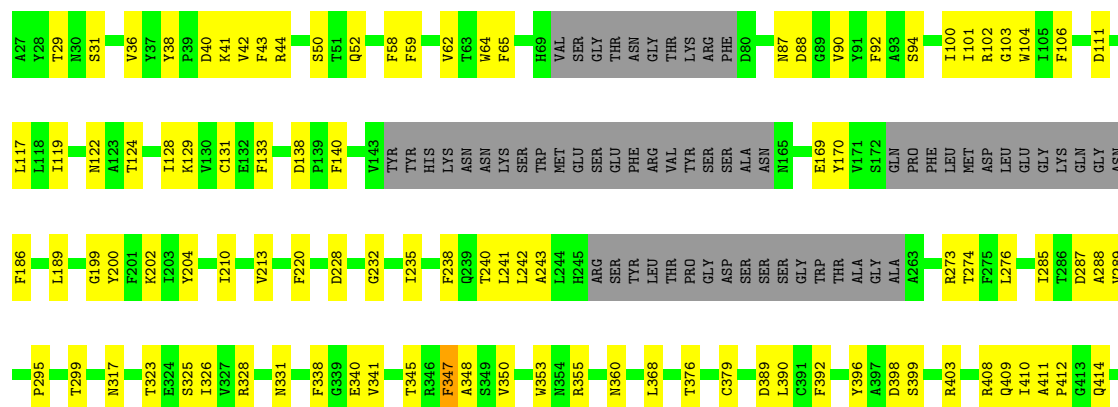 A27 Y28 T29 N30 S31 V36 Y37 Y38 P39 D40 K41 V42 F43 R44 S50 T51 Q52 F58 F59 V62 T63 W64 F65 H69 VAL SER GLY THR ASN GLY THR LYS ARG PHE D80 N87 D88 G89 V90 Y91 F92 A93 S94 I100 I101 R102 G103 W104 I105 F106 D111
L117 L118 I119 N122 A123 T124 I128 K129 V130 C131 E132 F133 D138 P139 F140 V143 TYR TYR HIS LYS ASN ASN LYS SER TRP MET GLU SER GLU PHE ARG VAL TYR SER SER ALA ASN N165 E169 Y170 V171 S172 GLN PRO PHE LEU MET ASP LEU GLU GLY LYS GLN GLY ASN
F186 L189 G199 Y200 F201 K202 I203 Y204 I210 V213 F220 D228 G232 I235 F238 Q239 T240 L241 L242 A243 L244 H245 ARG SER TYR LEU THR PRO GLY ASP SER SER SER GLY TRP THR ALA GLY ALA A263 R273 T274 F275 L276 I285 T286 D287 A288 V289
P295 T299 N317 T323 E324 S325 I326 V327 R328 N331 F338 G339 E340 V341 T345 R346 F347 A348 S349 V350 W353 N354 R355 N360 L368 T376 C379 D389 L390 C391 F392 Y396 A397 D398 S399 R403 R408 Q409 I410 A411 P412 G413 Q414